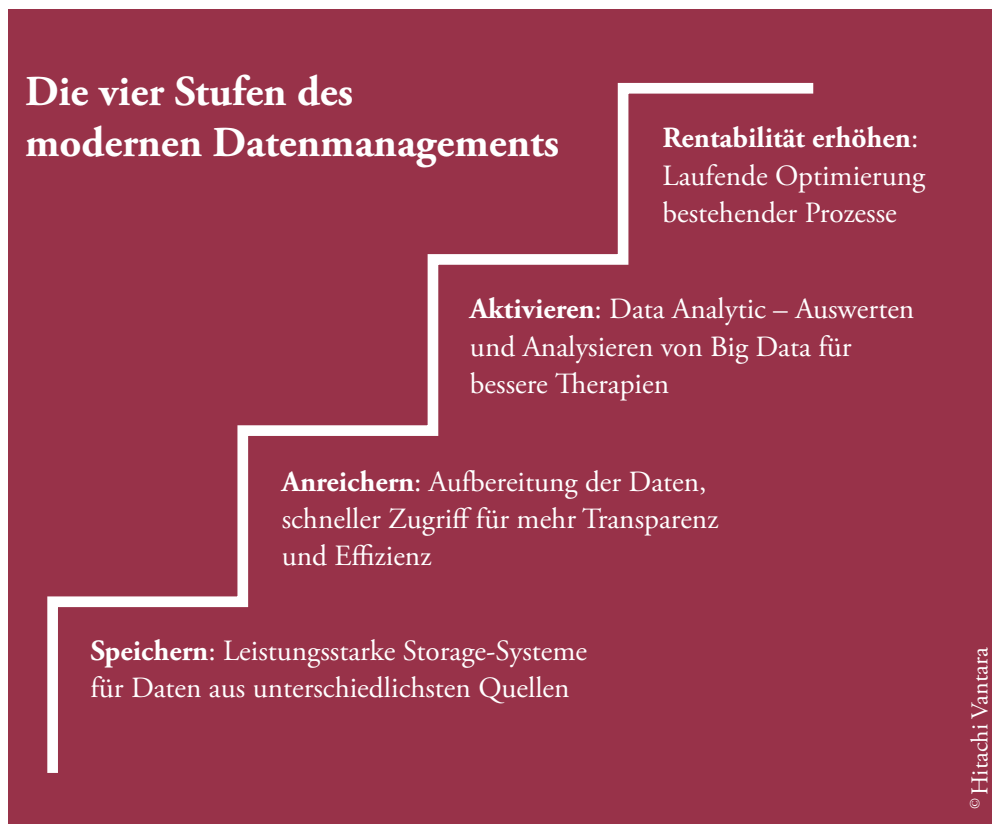 Die vier Stufen des
modernen Datenmanagements
Rentabilität erhöhen:
Laufende Optimierung
bestehender Prozesse
Aktivieren: Data Analytic – Auswerten
und Analysieren von Big Data für
bessere Therapien
Anreichern: Aufbereitung der Daten,
schneller Zugriff für mehr Transparenz
und Effizienz
Speichern: Leistungsstarke Storage-Systeme
für Daten aus unterschiedlichsten Quellen
© Hitachi Vantara